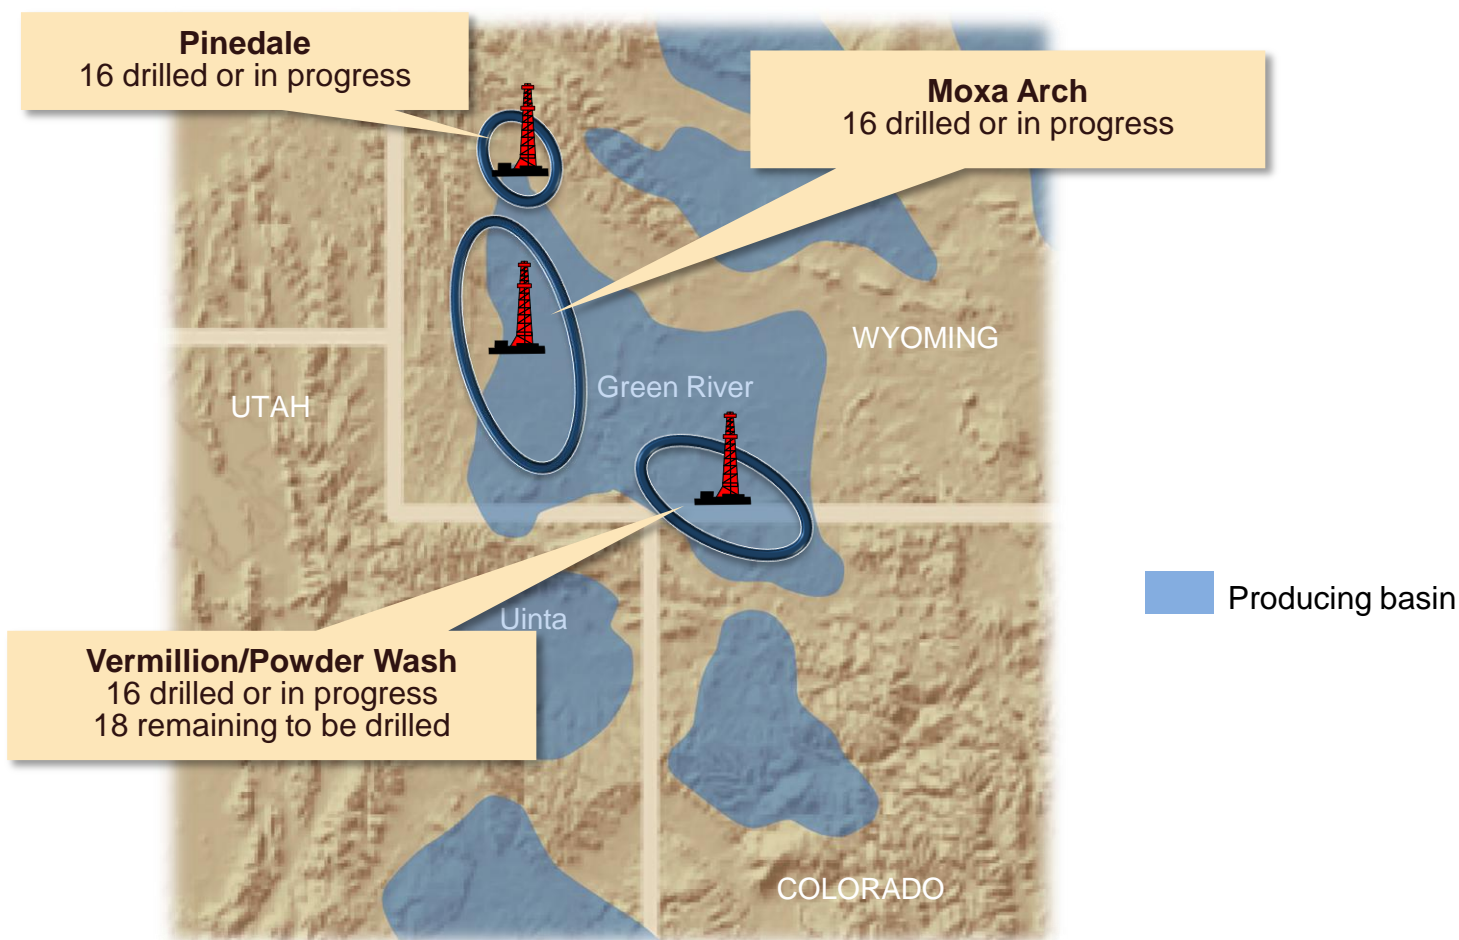 Pinedale
16 drilled or in progress
Moxa Arch
16 drilled or in progress
WYOMING
Green River
UTAH
Uinta
Producing basin
Vermillion/Powder Wash
16 drilled or in progress
18 remaining to be drilled
COLORADO